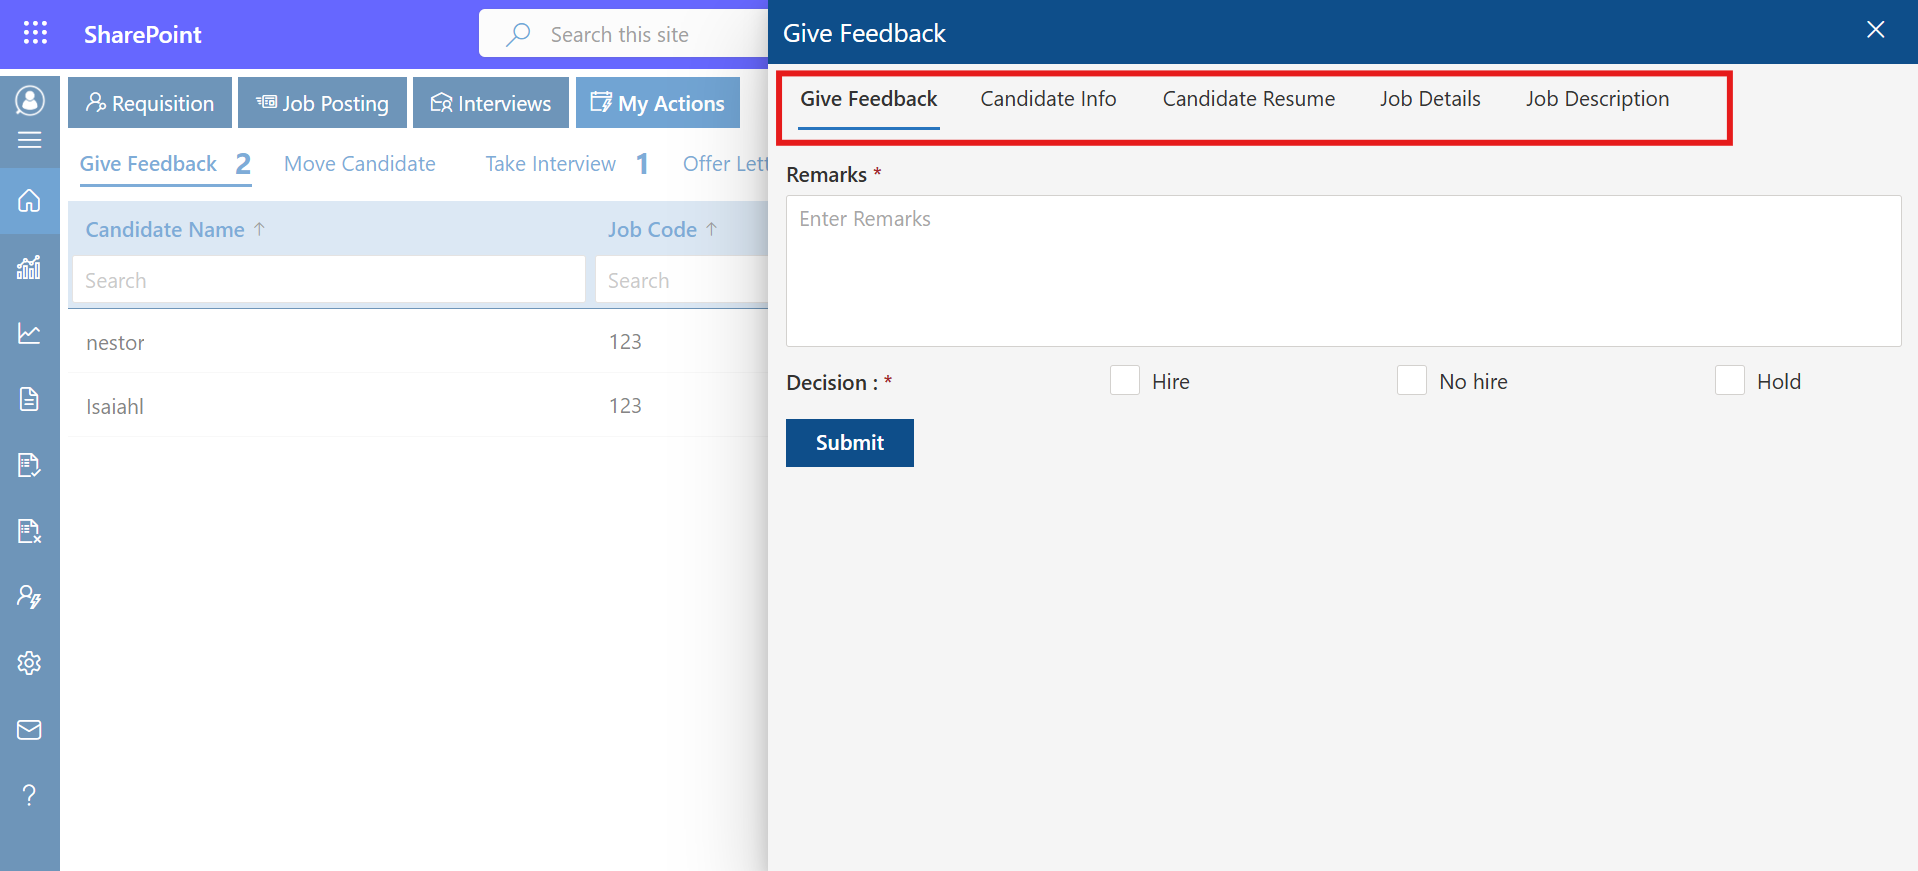 SharePoint
Search this site
Requisition
Job Posting
Interviews
My Actions
Give Feedback 2
Move Candidate
Take Interview 1
Offer Lett
Candidate Name ↑
Job Code ↑
Search
Search
nestor
123
Isaiahl
123
Give Feedback
Give Feedback
Candidate Info
Candidate Resume
Job Details
Job Description
Remarks *
Enter Remarks
Decision : *
Hire
No hire
Hold
Submit